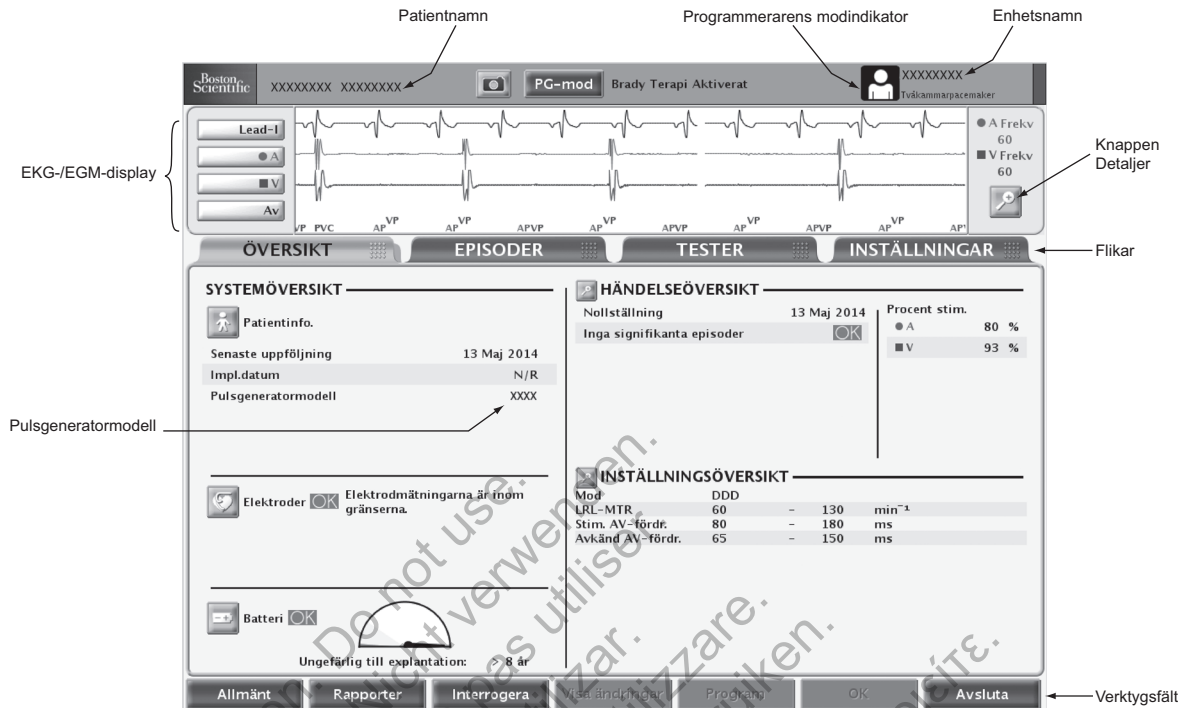 Patientnamn
Programmerarens modindikator
Enhetsnamn
Boston
Scientific
XXXXXXXX XXXXXXXX
PG-mod
Brady Terapi Aktiverat
XXXXXXXX
Tvåkammarpacemaker
EKG-/EGM-display
Lead-I
A
V
Av
A Frekv
60
V Frekv
60
Knappen
Detaljer
VP PVC AP VP AP VP APVP AP VP APVP AP VP APVP AP VP AP
ÖVERSIKT
EPISODER
TESTER
INSTÄLLNINGAR
Flikar
SYSTEMÖVERSIKT
Patientinfo.
Senaste uppföljning 13 Maj 2014
Impl.datum N/R
Pulsgeneratormodell XXXX
Pulsgeneratormodell
Elektroder OK Elektrodmätningarna är inom
gränserna.
Batteri OK
Ungefärlig till explantation: > 8 år
HÄNDELSEÖVERSIKT
Nollställning 13 Maj 2014
Inga signifikanta episoder OK
Procent stim.
A 80 %
V 93 %
INSTÄLLNINGSÖVERSIKT
Mod DDD
LRL-MTR 60 - 130 min⁻¹
Stim. AV-fördr. 80 - 180 ms
Avkänd AV-fördr. 65 - 150 ms
Do not use.
Nicht verwenden.
pas utiliser
utilizar.
utilizzare.
Allmänt
Rapporter
Interrogera
Visa ändringar
Program
OK
Avsluta
Verktygsfält